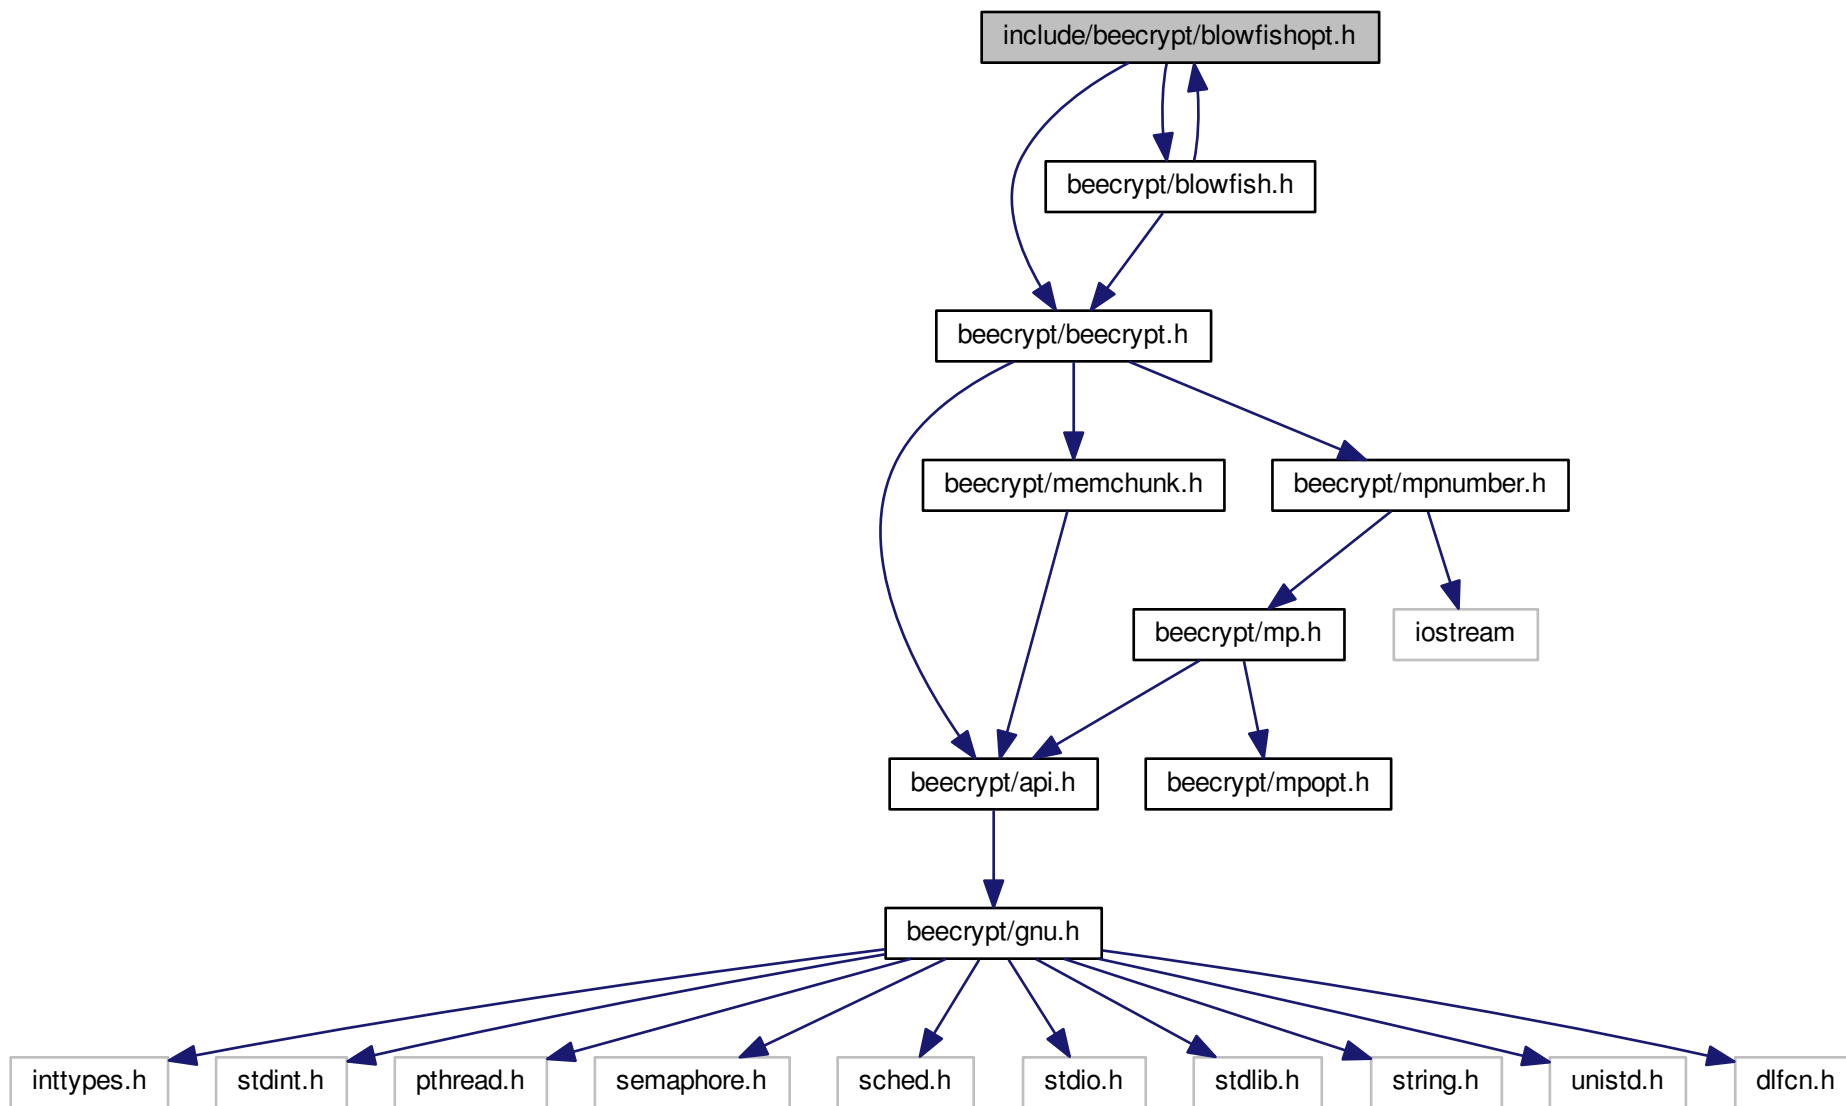 include/beecrypt/blowfishopt.h
beecrypt/blowfish.h
beecrypt/beecrypt.h
beecrypt/memchunk.h
beecrypt/mpnumber.h
beecrypt/mp.h
iostream
beecrypt/api.h
beecrypt/mpopt.h
beecrypt/gnu.h
inttypes.h
stdint.h
pthread.h
semaphore.h
sched.h
stdio.h
stdlib.h
string.h
unistd.h
dlfcn.h